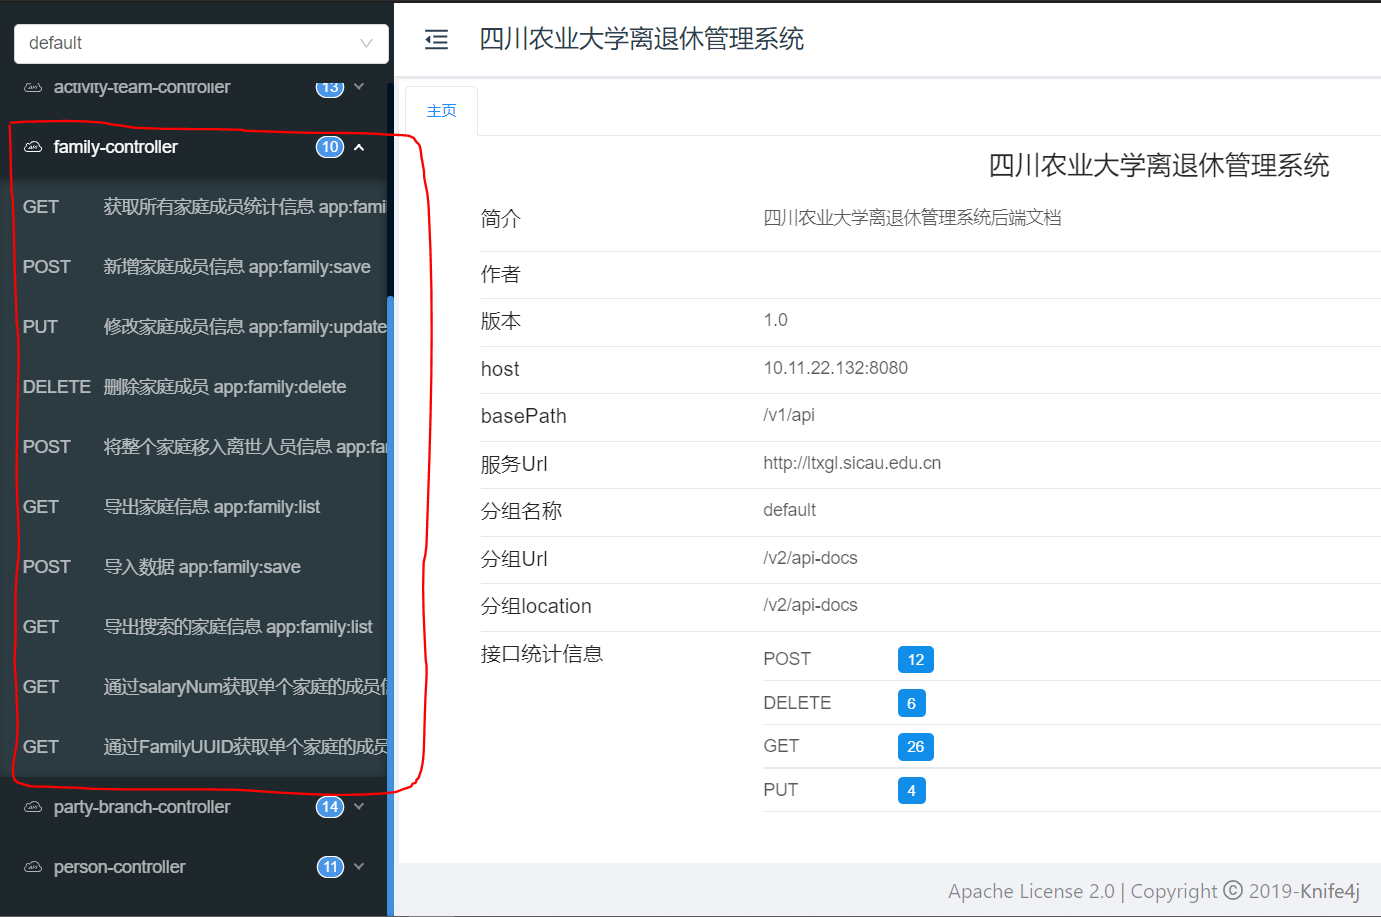 default
activity-team-controller 13
family-controller 10
GET 获取所有家庭成员统计信息 app:fami
POST 新增家庭成员信息 app:family:save
PUT 修改家庭成员信息 app:family:update
DELETE 删除家庭成员 app:family:delete
POST 将整个家庭移入离世人员信息 app:fa
GET 导出家庭信息 app:family:list
POST 导入数据 app:family:save
GET 导出搜索的家庭信息 app:family:list
GET 通过salaryNum获取单个家庭的成员信
GET 通过FamilyUUID获取单个家庭的成员
party-branch-controller 14
person-controller 11
四川农业大学离退休管理系统
主页
四川农业大学离退休管理系统
简介 四川农业大学离退休管理系统后端文档
作者
版本 1.0
host 10.11.22.132:8080
basePath /v1/api
服务Url http://ltxgl.sicau.edu.cn
分组名称 default
分组Url /v2/api-docs
分组location /v2/api-docs
接口统计信息 POST 12
DELETE 6
GET 26
PUT 4
Apache License 2.0 | Copyright © 2019-Knife4j